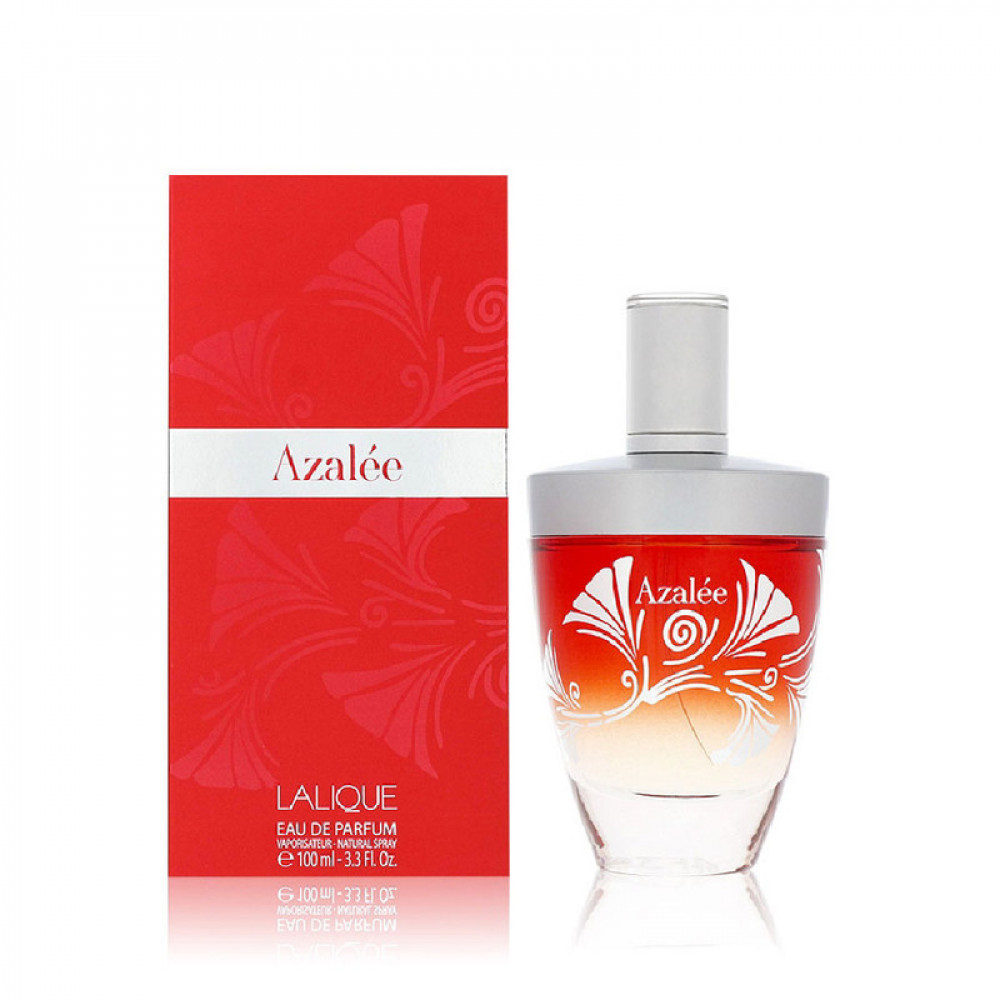 Azalée
LALIQUE
EAU DE PARFUM
VAPORISATEUR · NATURAL SPRAY
℮ 100 ml - 3.3 Fl. Oz.
Azalée